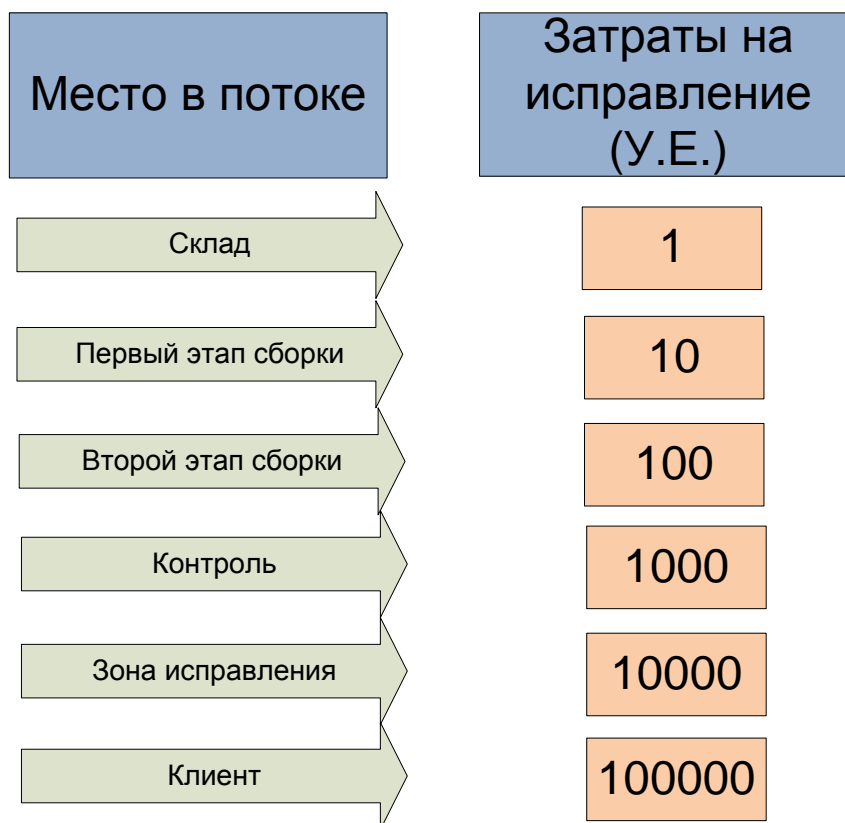 Место в потоке
Затраты на
исправление
(У.Е.)
Склад
1
Первый этап сборки
10
Второй этап сборки
100
Контроль
1000
Зона исправления
10000
Клиент
100000